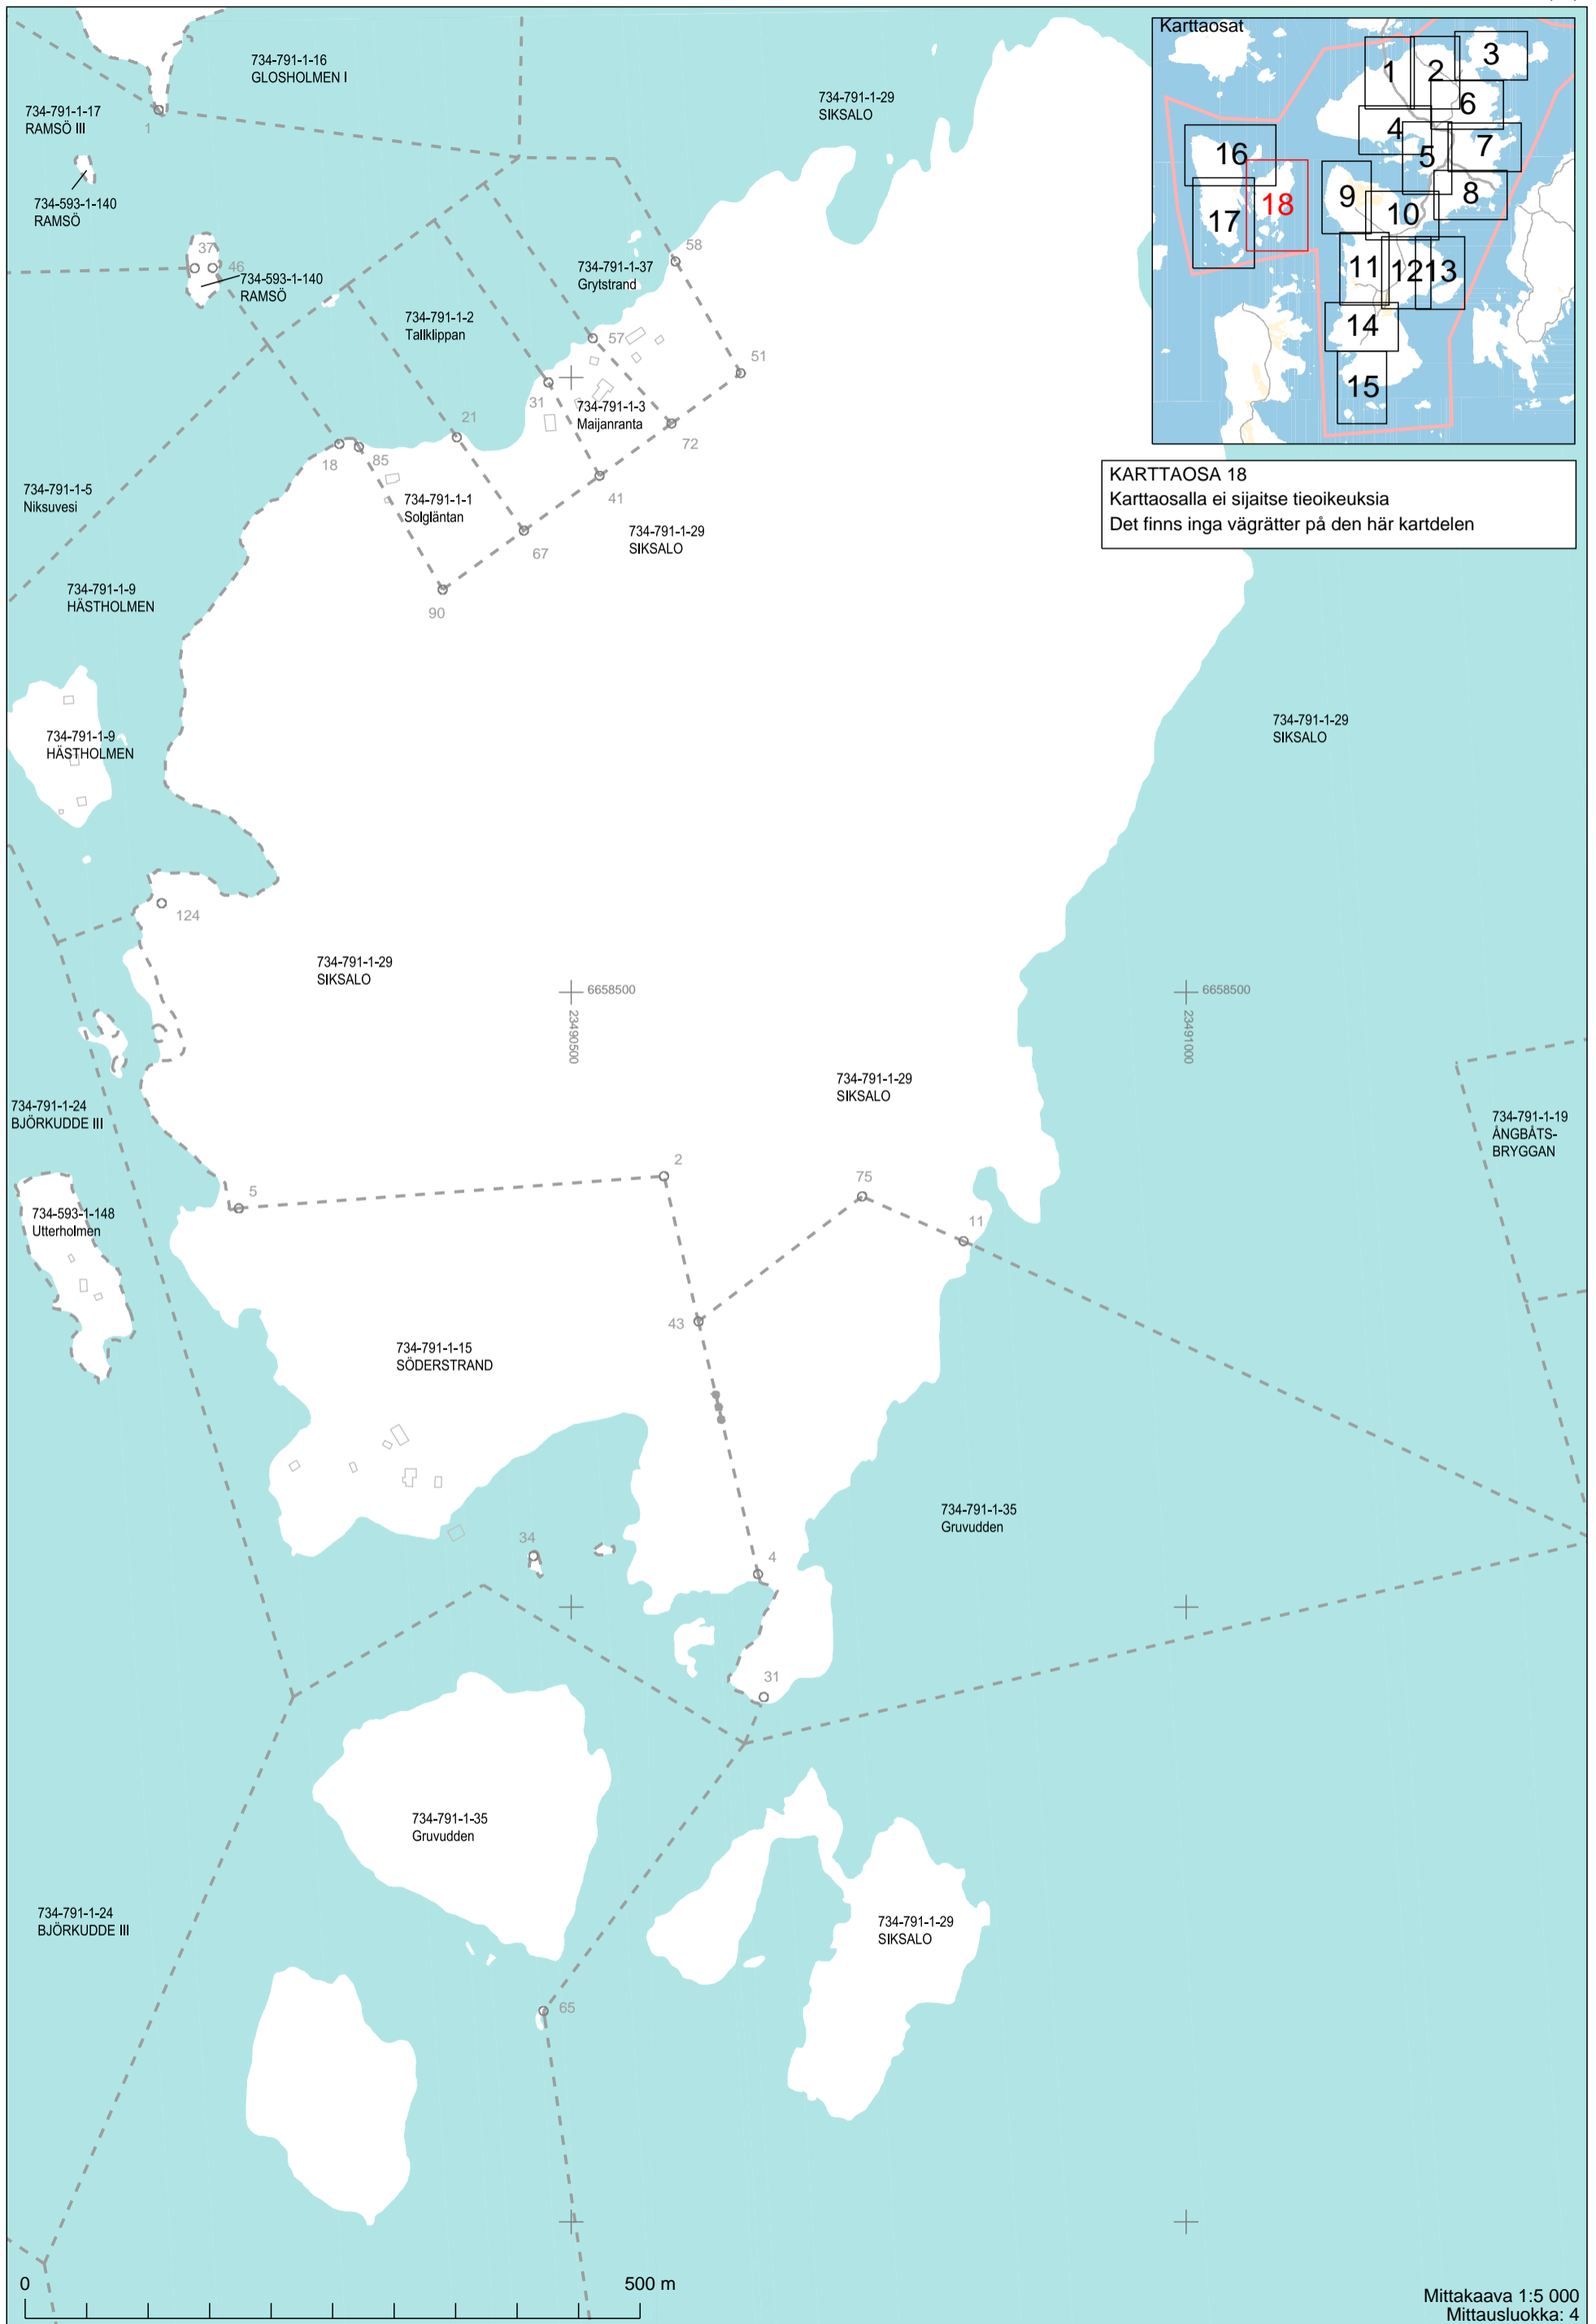 Karttaosat
1
2
3
4
5
6
7
8
9
10
11
12
13
14
15
16
17
18
KARTTAOSA 18
Karttaosalla ei sijaitse tieoikeuksia
Det finns inga vägrätter på den här kartdelen
734-791-1-16
GLOSHOLMEN I
734-791-1-17
RAMSÖ III
1
734-593-1-140
RAMSÖ
734-791-1-29
SIKSALO
37
46
734-593-1-140
RAMSÖ
734-791-1-37
Grytstrand
58
734-791-1-2
Tallklippan
57
51
31
734-791-1-3
Maijanranta
72
21
18
85
41
734-791-1-5
Niksuvesi
734-791-1-1
Solgläntan
67
734-791-1-29
SIKSALO
90
734-791-1-9
HÄSTHOLMEN
734-791-1-9
HÄSTHOLMEN
734-791-1-29
SIKSALO
124
734-791-1-29
SIKSALO
6658500
23490500
6658500
23491000
734-791-1-29
SIKSALO
734-791-1-24
BJÖRKUDDE III
734-791-1-19
ÅNGBÅTS-
BRYGGAN
2
75
5
11
734-593-1-148
Utterholmen
43
734-791-1-15
SÖDERSTRAND
734-791-1-35
Gruvudden
34
4
31
734-791-1-35
Gruvudden
734-791-1-24
BJÖRKUDDE III
734-791-1-29
SIKSALO
65
0
500 m
Mittakaava 1:5 000
Mittausluokka: 4